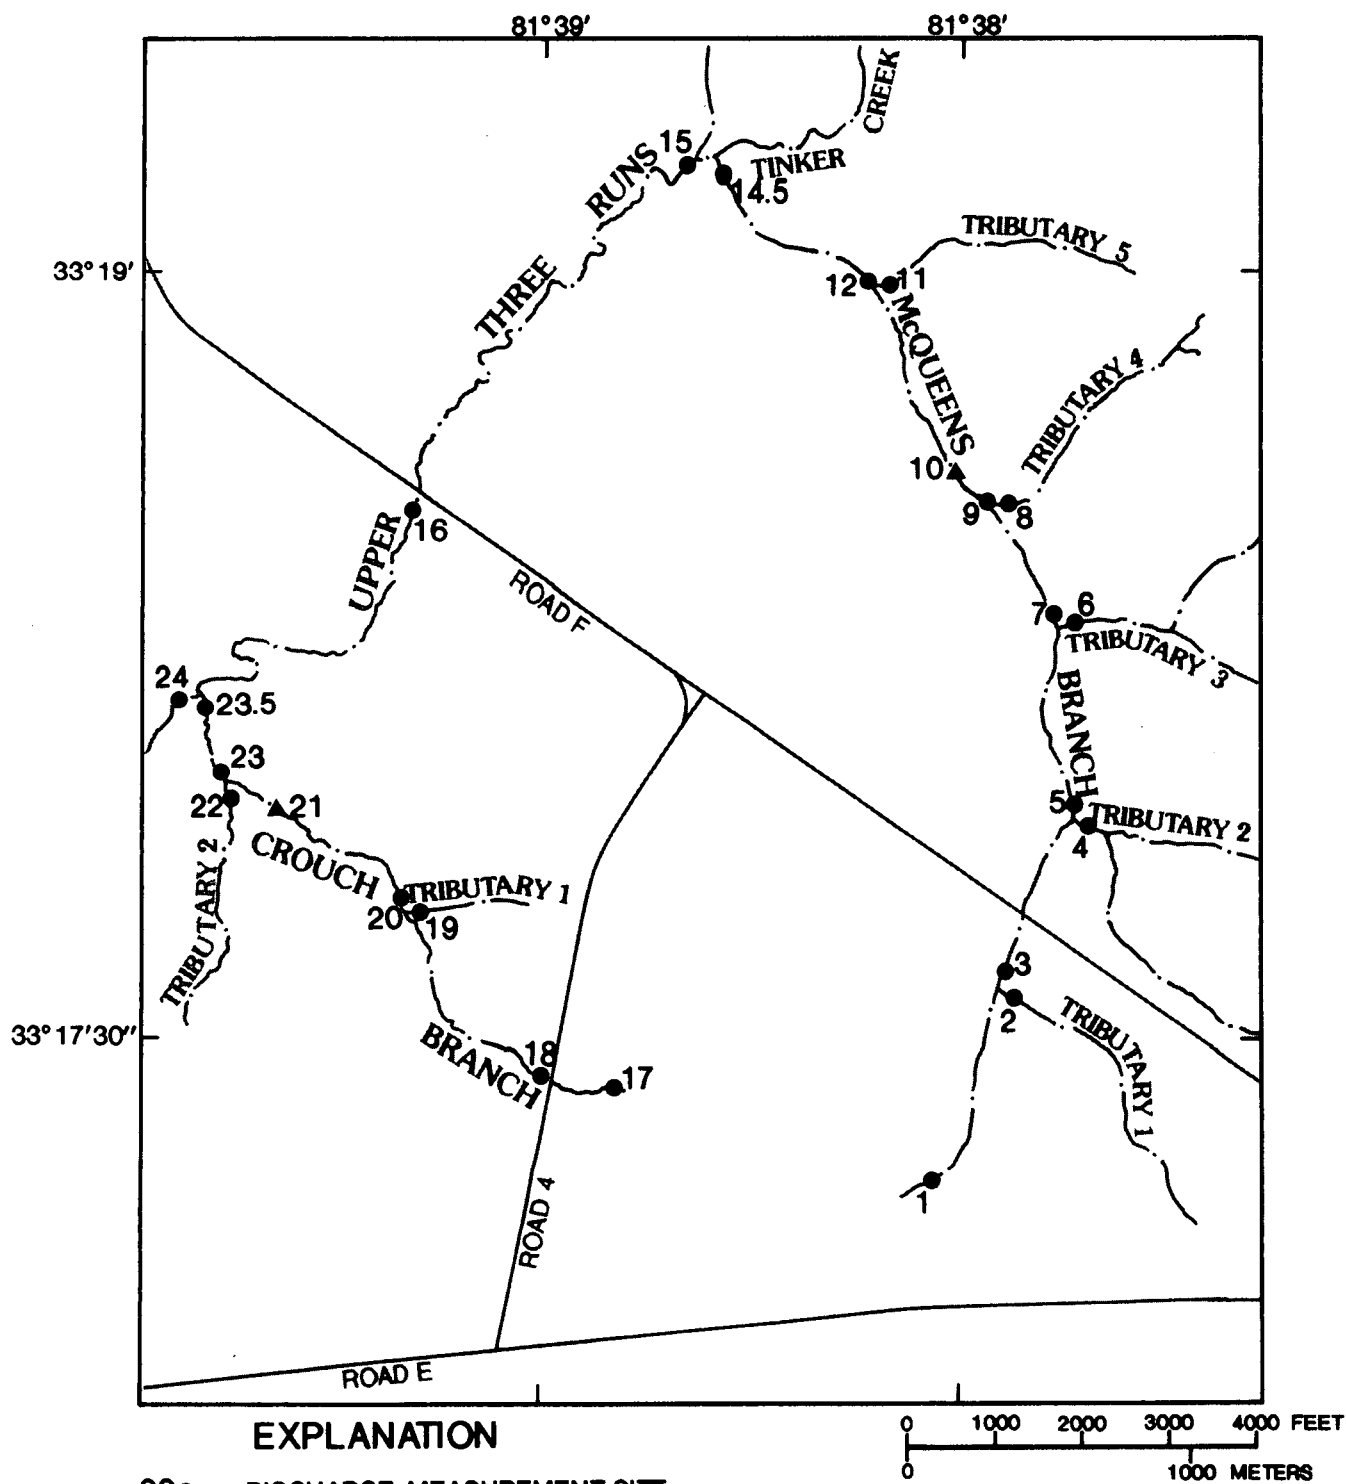 81°39′
81°38′
CREEK
15
TINKER
14.5
RUNS
TRIBUTARY 5
33°19′
THREE
12
11
McQUEENS
TRIBUTARY 4
10
9
8
16
UPPER
ROAD F
7
6
TRIBUTARY 3
24
23.5
BRANCH
23
22
21
5
TRIBUTARY 2
4
CROUCH
TRIBUTARY 2
TRIBUTARY 1
20
19
3
2
TRIBUTARY 1
33°17′30″
BRANCH
18
17
1
ROAD 4
ROAD E
EXPLANATION
0 1000 2000 3000 4000 FEET
0 1000 METERS
DISCHARGE MEASUREMENT SITE